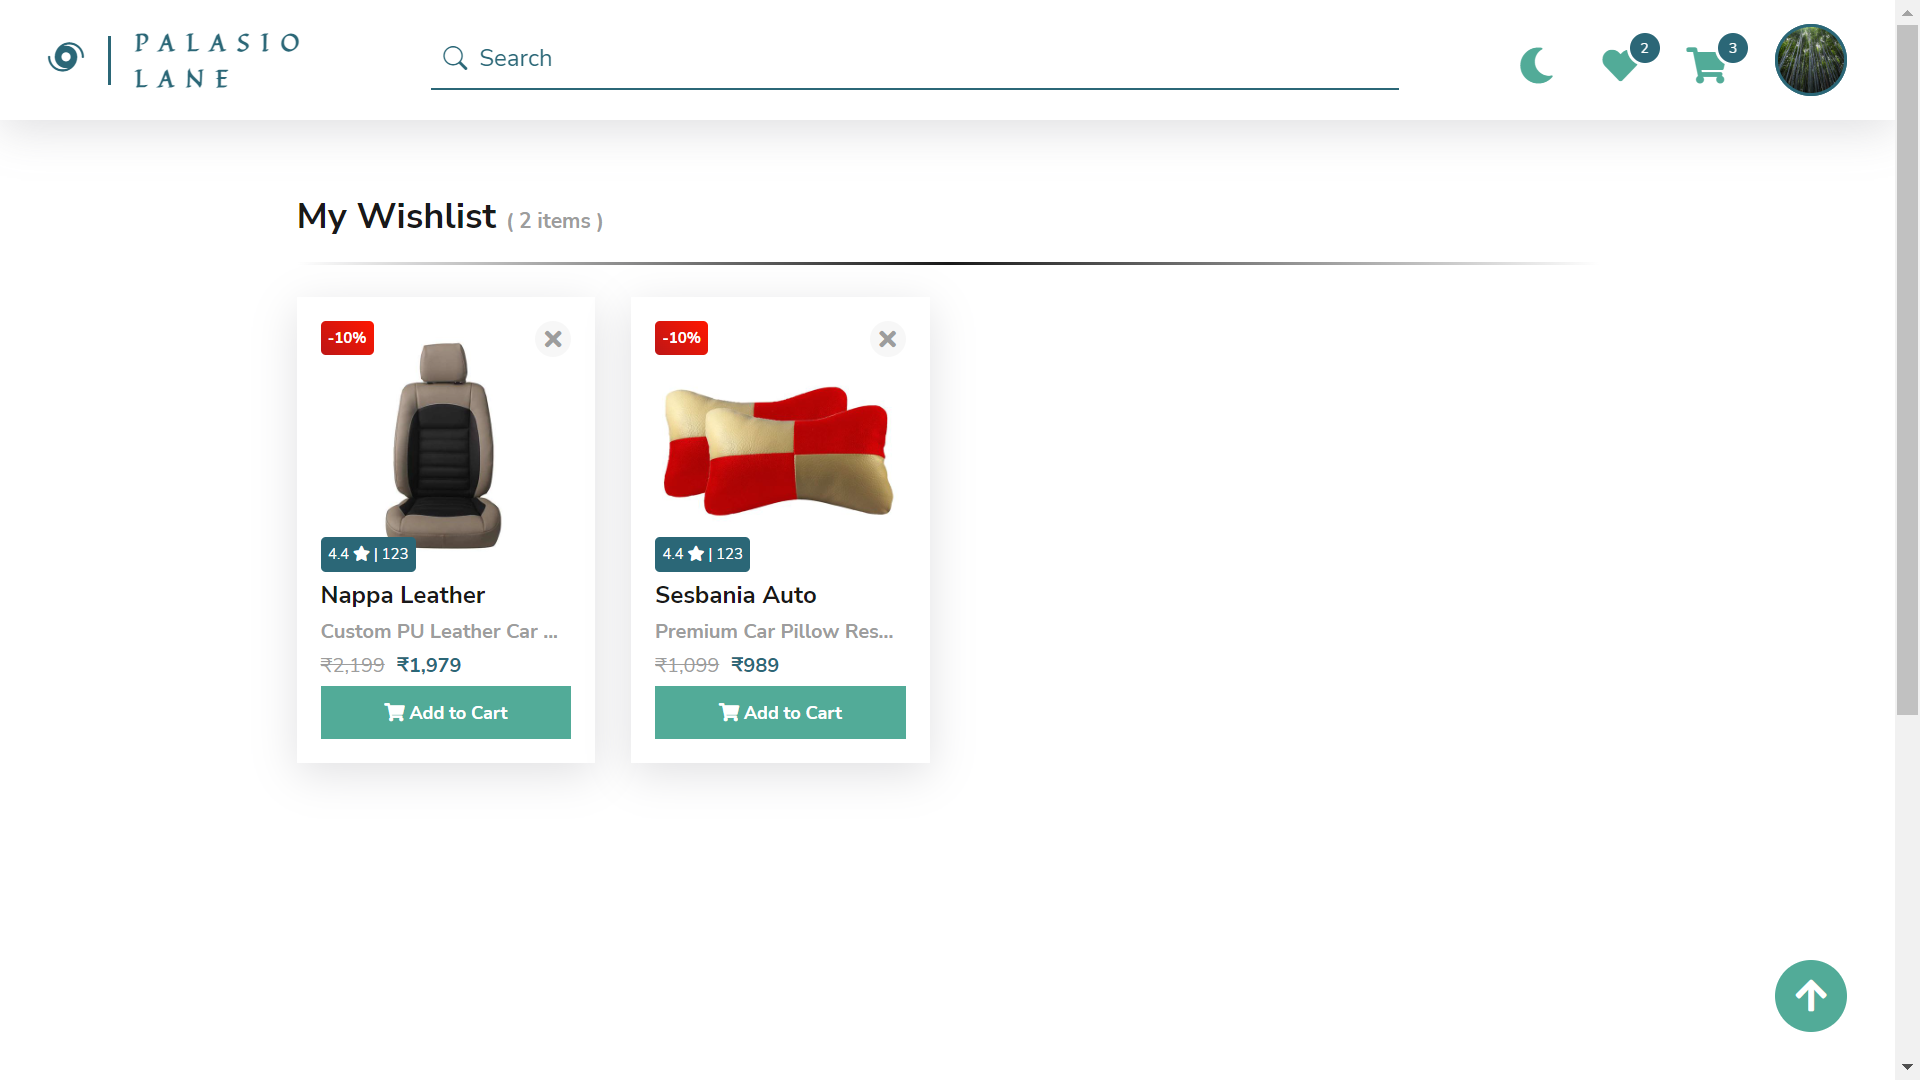 PALASIO
LANE
Search
2
3
My Wishlist ( 2 items )
-10%
4.4 | 123
Nappa Leather
Custom PU Leather Car ...
₹2,199 ₹1,979
Add to Cart
-10%
4.4 | 123
Sesbania Auto
Premium Car Pillow Res...
₹1,099 ₹989
Add to Cart